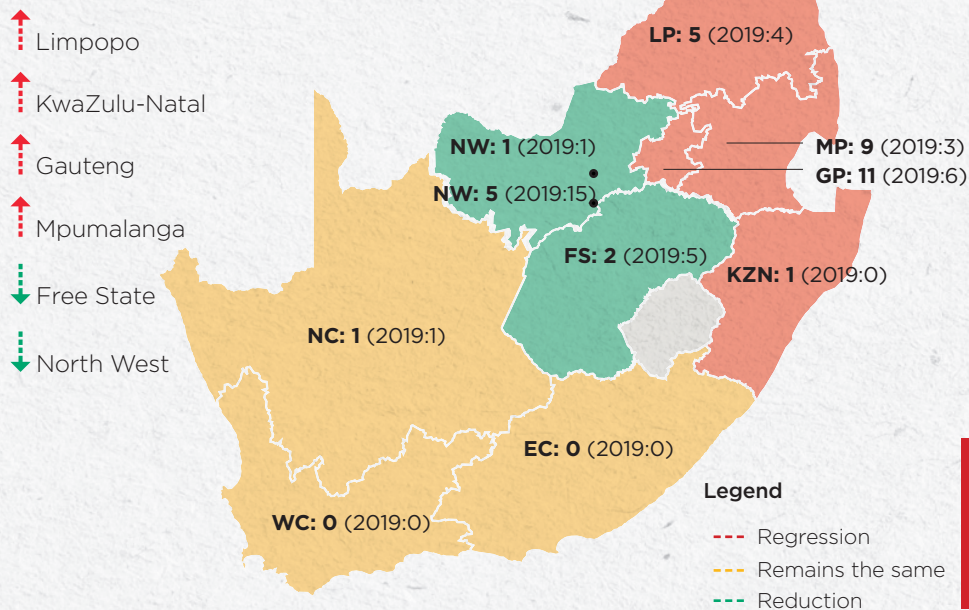 Limpopo
KwaZulu-Natal
Gauteng
Mpumalanga
Free State
North West
LP: 5 (2019:4)
NW: 1 (2019:1)
MP: 9 (2019:3)
GP: 11 (2019:6)
NW: 5 (2019:15)
FS: 2 (2019:5)
KZN: 1 (2019:0)
NC: 1 (2019:1)
EC: 0 (2019:0)
WC: 0 (2019:0)
Legend
Regression
Remains the same
Reduction